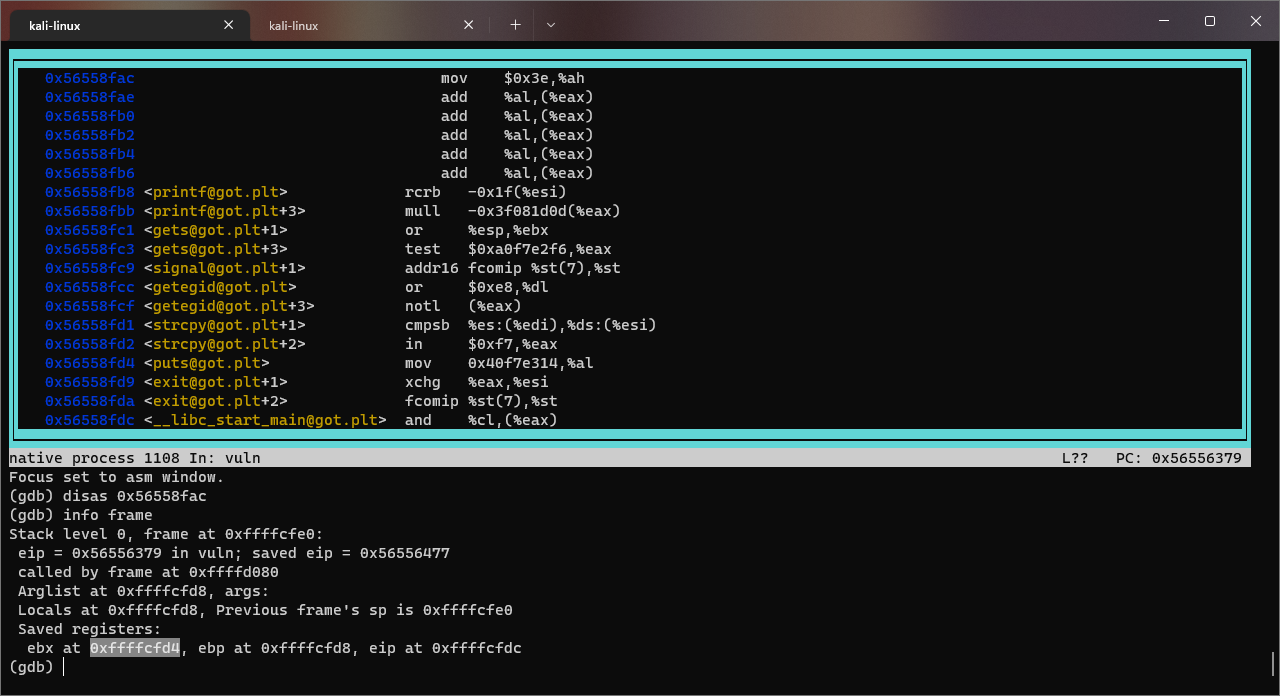 kali-linux
kali-linux
0x56558fac mov $0x3e,%ah
0x56558fae add %al,(%eax)
0x56558fb0 add %al,(%eax)
0x56558fb2 add %al,(%eax)
0x56558fb4 add %al,(%eax)
0x56558fb6 add %al,(%eax)
0x56558fb8 <printf@got.plt> rcrb -0x1f(%esi)
0x56558fbb <printf@got.plt+3> mull -0x3f081d0d(%eax)
0x56558fc1 <gets@got.plt+1> or %esp,%ebx
0x56558fc3 <gets@got.plt+3> test $0xa0f7e2f6,%eax
0x56558fc9 <signal@got.plt+1> addr16 fcomip %st(7),%st
0x56558fcc <getegid@got.plt> or $0xe8,%dl
0x56558fcf <getegid@got.plt+3> notl (%eax)
0x56558fd1 <strcpy@got.plt+1> cmpsb %es:(%edi),%ds:(%esi)
0x56558fd2 <strcpy@got.plt+2> in $0xf7,%eax
0x56558fd4 <puts@got.plt> mov 0x40f7e314,%al
0x56558fd9 <exit@got.plt+1> xchg %eax,%esi
0x56558fda <exit@got.plt+2> fcomip %st(7),%st
0x56558fdc <__libc_start_main@got.plt> and %cl,(%eax)
native process 1108 In: vuln L?? PC: 0x56556379
Focus set to asm window.
(gdb) disas 0x56558fac
(gdb) info frame
Stack level 0, frame at 0xffffcfe0:
eip = 0x56556379 in vuln; saved eip = 0x56556477
called by frame at 0xffffd080
Arglist at 0xffffcfd8, args:
Locals at 0xffffcfd8, Previous frame's sp is 0xffffcfe0
Saved registers:
ebx at 0xffffcfd4, ebp at 0xffffcfd8, eip at 0xffffcfdc
(gdb)